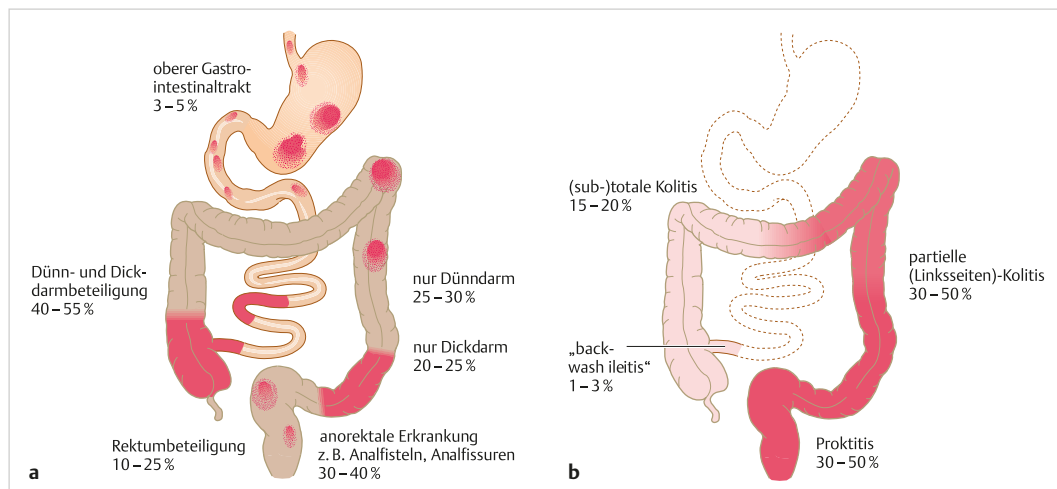 oberer Gastro-
intestinaltrakt
3 – 5 %
Dünn- und Dick-
darmbeteiligung
40 – 55 %
nur Dünndarm
25 – 30 %
nur Dickdarm
20 – 25 %
Rektumbeteiligung
10 – 25 %
anorektale Erkrankung
z. B. Analfisteln, Analfissuren
30 – 40 %
a
(sub-)totale Kolitis
15 – 20 %
partielle
(Linksseiten)-Kolitis
30 – 50 %
„back-
wash ileitis“
1 – 3 %
Proktitis
30 – 50 %
b